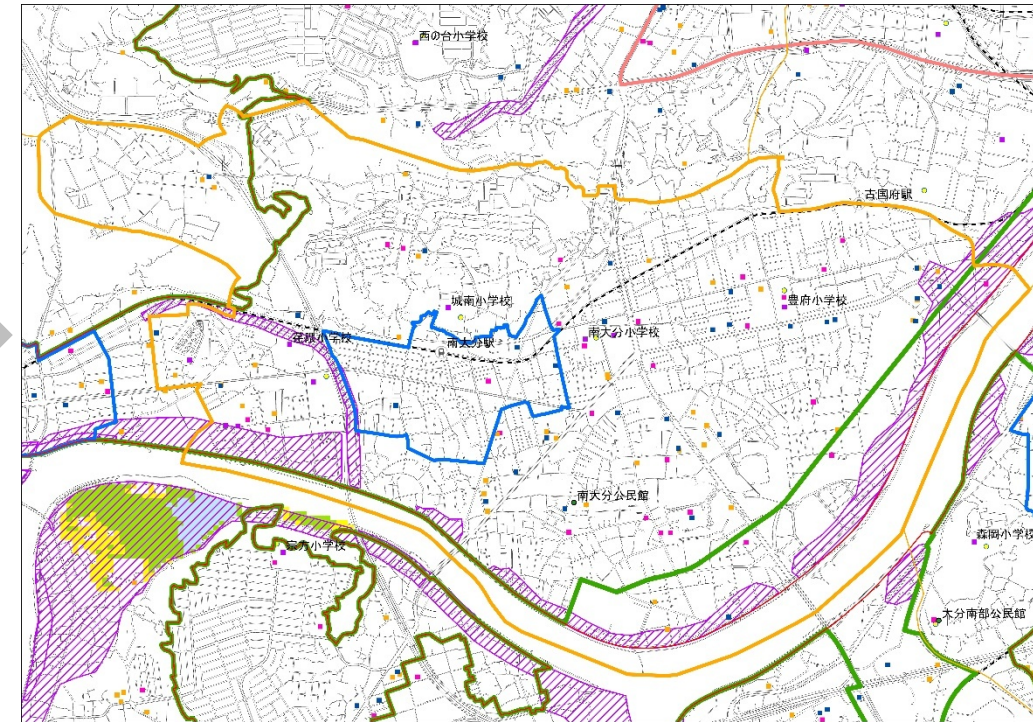 西の台小学校
古国府駅
城南小学校
豊府小学校
南大分小学校
南大分駅
南大分公民館
森岡小学校
大分南部公民館